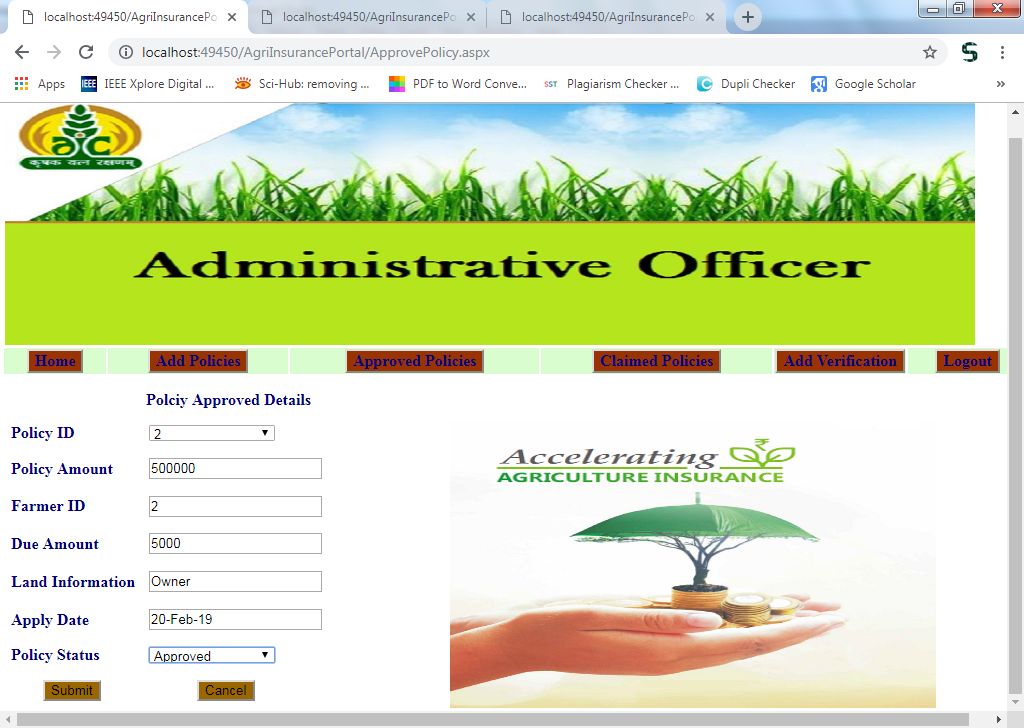 localhost:49450/AgriInsurancePo
localhost:49450/AgriInsurancePo
localhost:49450/AgriInsurancePo
localhost:49450/AgriInsurancePortal/ApprovePolicy.aspx
Apps
IEEE
IEEE Xplore Digital ...
Sci-Hub: removing ...
PDF to Word Conve...
SST
Plagiarism Checker ...
Dupli Checker
Google Scholar
»
कृषक वत्न रक्षणम्
Administrative Officer
Home
Add Policies
Approved Policies
Claimed Policies
Add Verification
Logout
Polciy Approved Details
Policy ID
2
Policy Amount
500000
Farmer ID
2
Due Amount
5000
Land Information
Owner
Apply Date
20-Feb-19
Policy Status
Approved
Submit
Cancel
Accelerating
AGRICULTURE INSURANCE